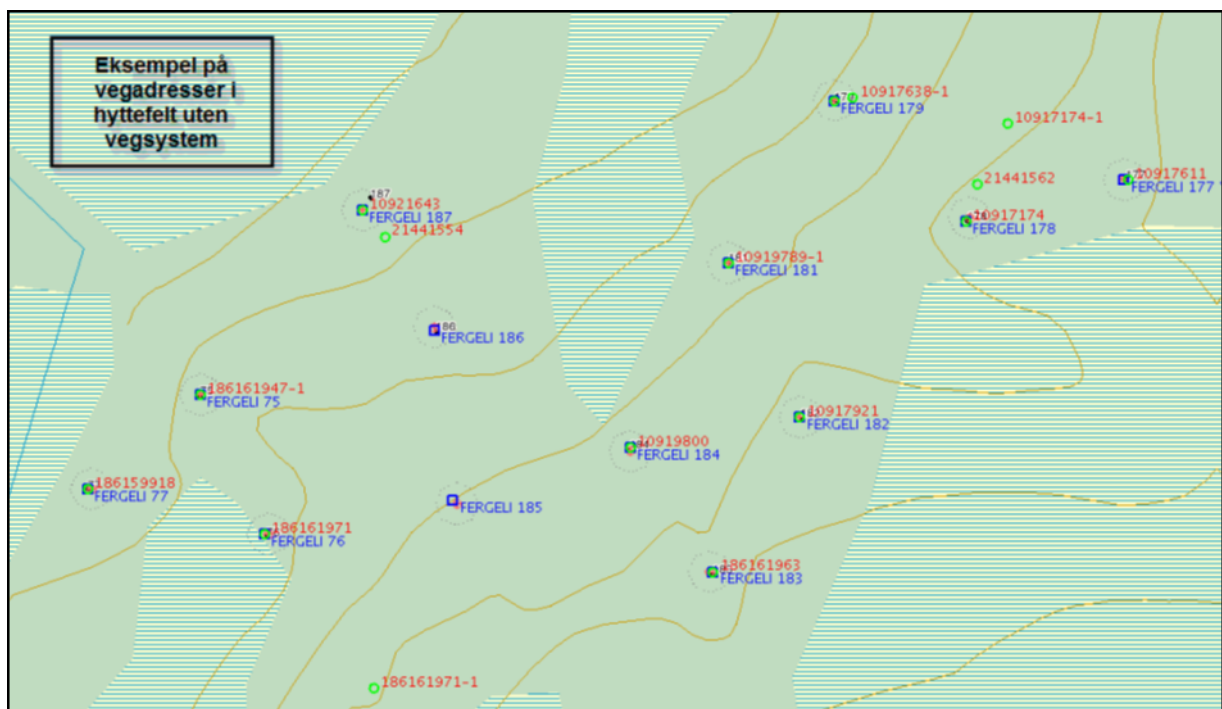 Eksempel på
vegadresser i
hyttefelt uten
vegsystem
10917638-1
FERGELI 179
10917174-1
21441562
10917611
FERGELI 177
187
10921643
FERGELI 187
21441554
10917174
FERGELI 178
10919789-1
FERGELI 181
186
FERGELI 186
186161947-1
FERGELI 75
10917921
FERGELI 182
10919800
FERGELI 184
186159918
FERGELI 77
FERGELI 185
186161971
FERGELI 76
186161963
FERGELI 183
186161971-1